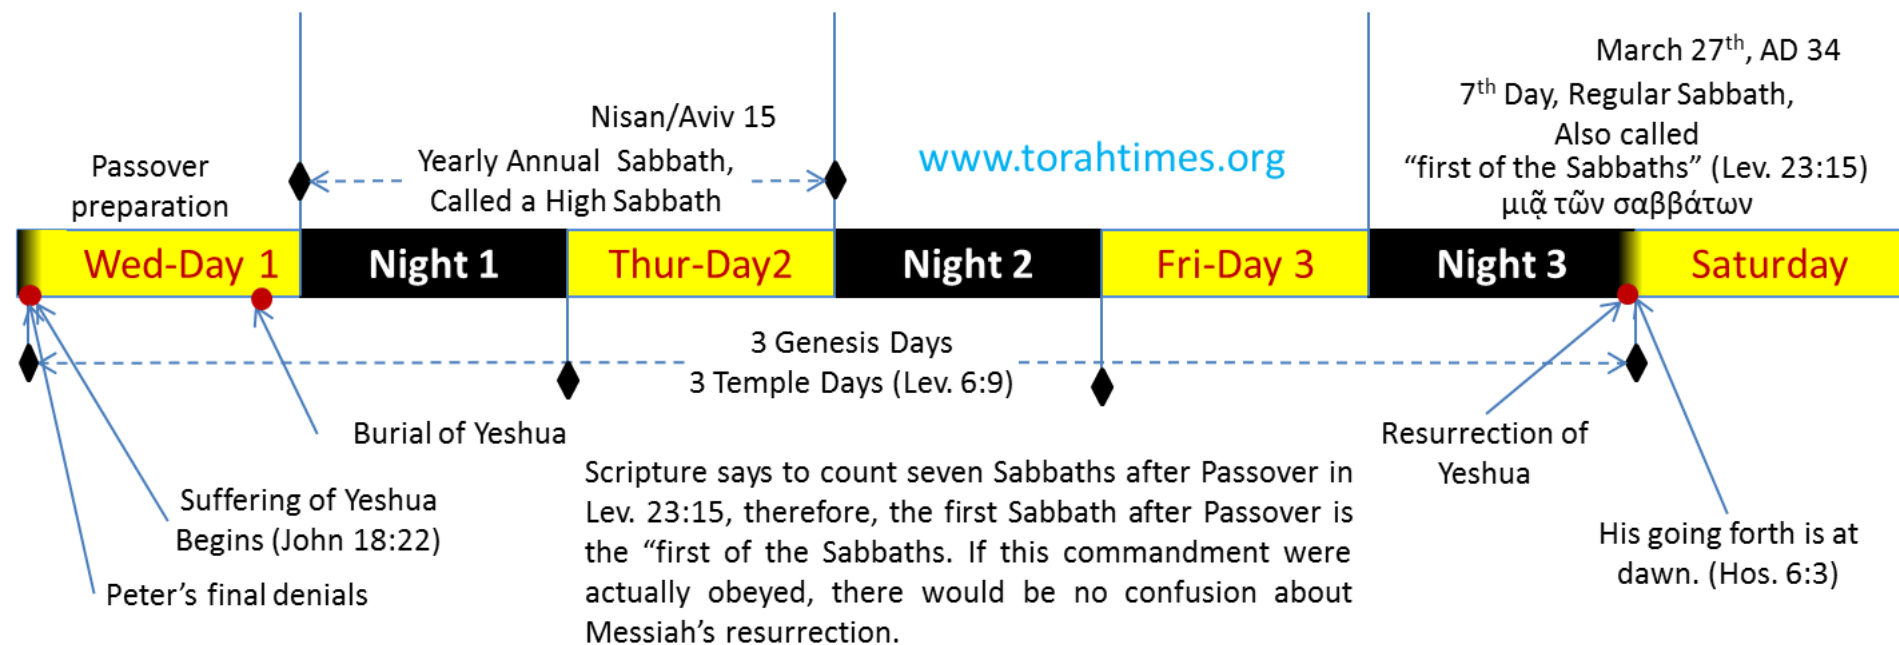 March 27th, AD 34
7th Day, Regular Sabbath,
Also called
“first of the Sabbaths” (Lev. 23:15)
μιᾷ τῶν σαββάτων
Nisan/Aviv 15
Yearly Annual Sabbath,
Called a High Sabbath
www.torahtimes.org
Passover
preparation
Wed-Day 1
Night 1
Thur-Day2
Night 2
Fri-Day 3
Night 3
Saturday
3 Genesis Days
3 Temple Days (Lev. 6:9)
Burial of Yeshua
Suffering of Yeshua
Begins (John 18:22)
Peter’s final denials
Scripture says to count seven Sabbaths after Passover in
Lev. 23:15, therefore, the first Sabbath after Passover is
the “first of the Sabbaths. If this commandment were
actually obeyed, there would be no confusion about
Messiah’s resurrection.
Resurrection of
Yeshua
His going forth is at
dawn. (Hos. 6:3)